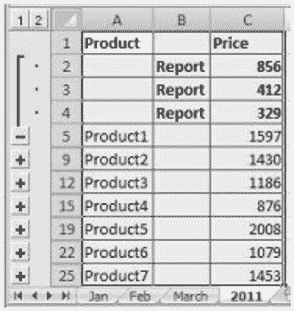 1 2 A B C
1 Product Price
2 Report 856
3 Report 412
4 Report 329
5 Product1 1597
9 Product2 1430
12 Product3 1186
15 Product4 876
19 Product5 2008
22 Product6 1079
25 Product7 1453
Jan Feb March 2011